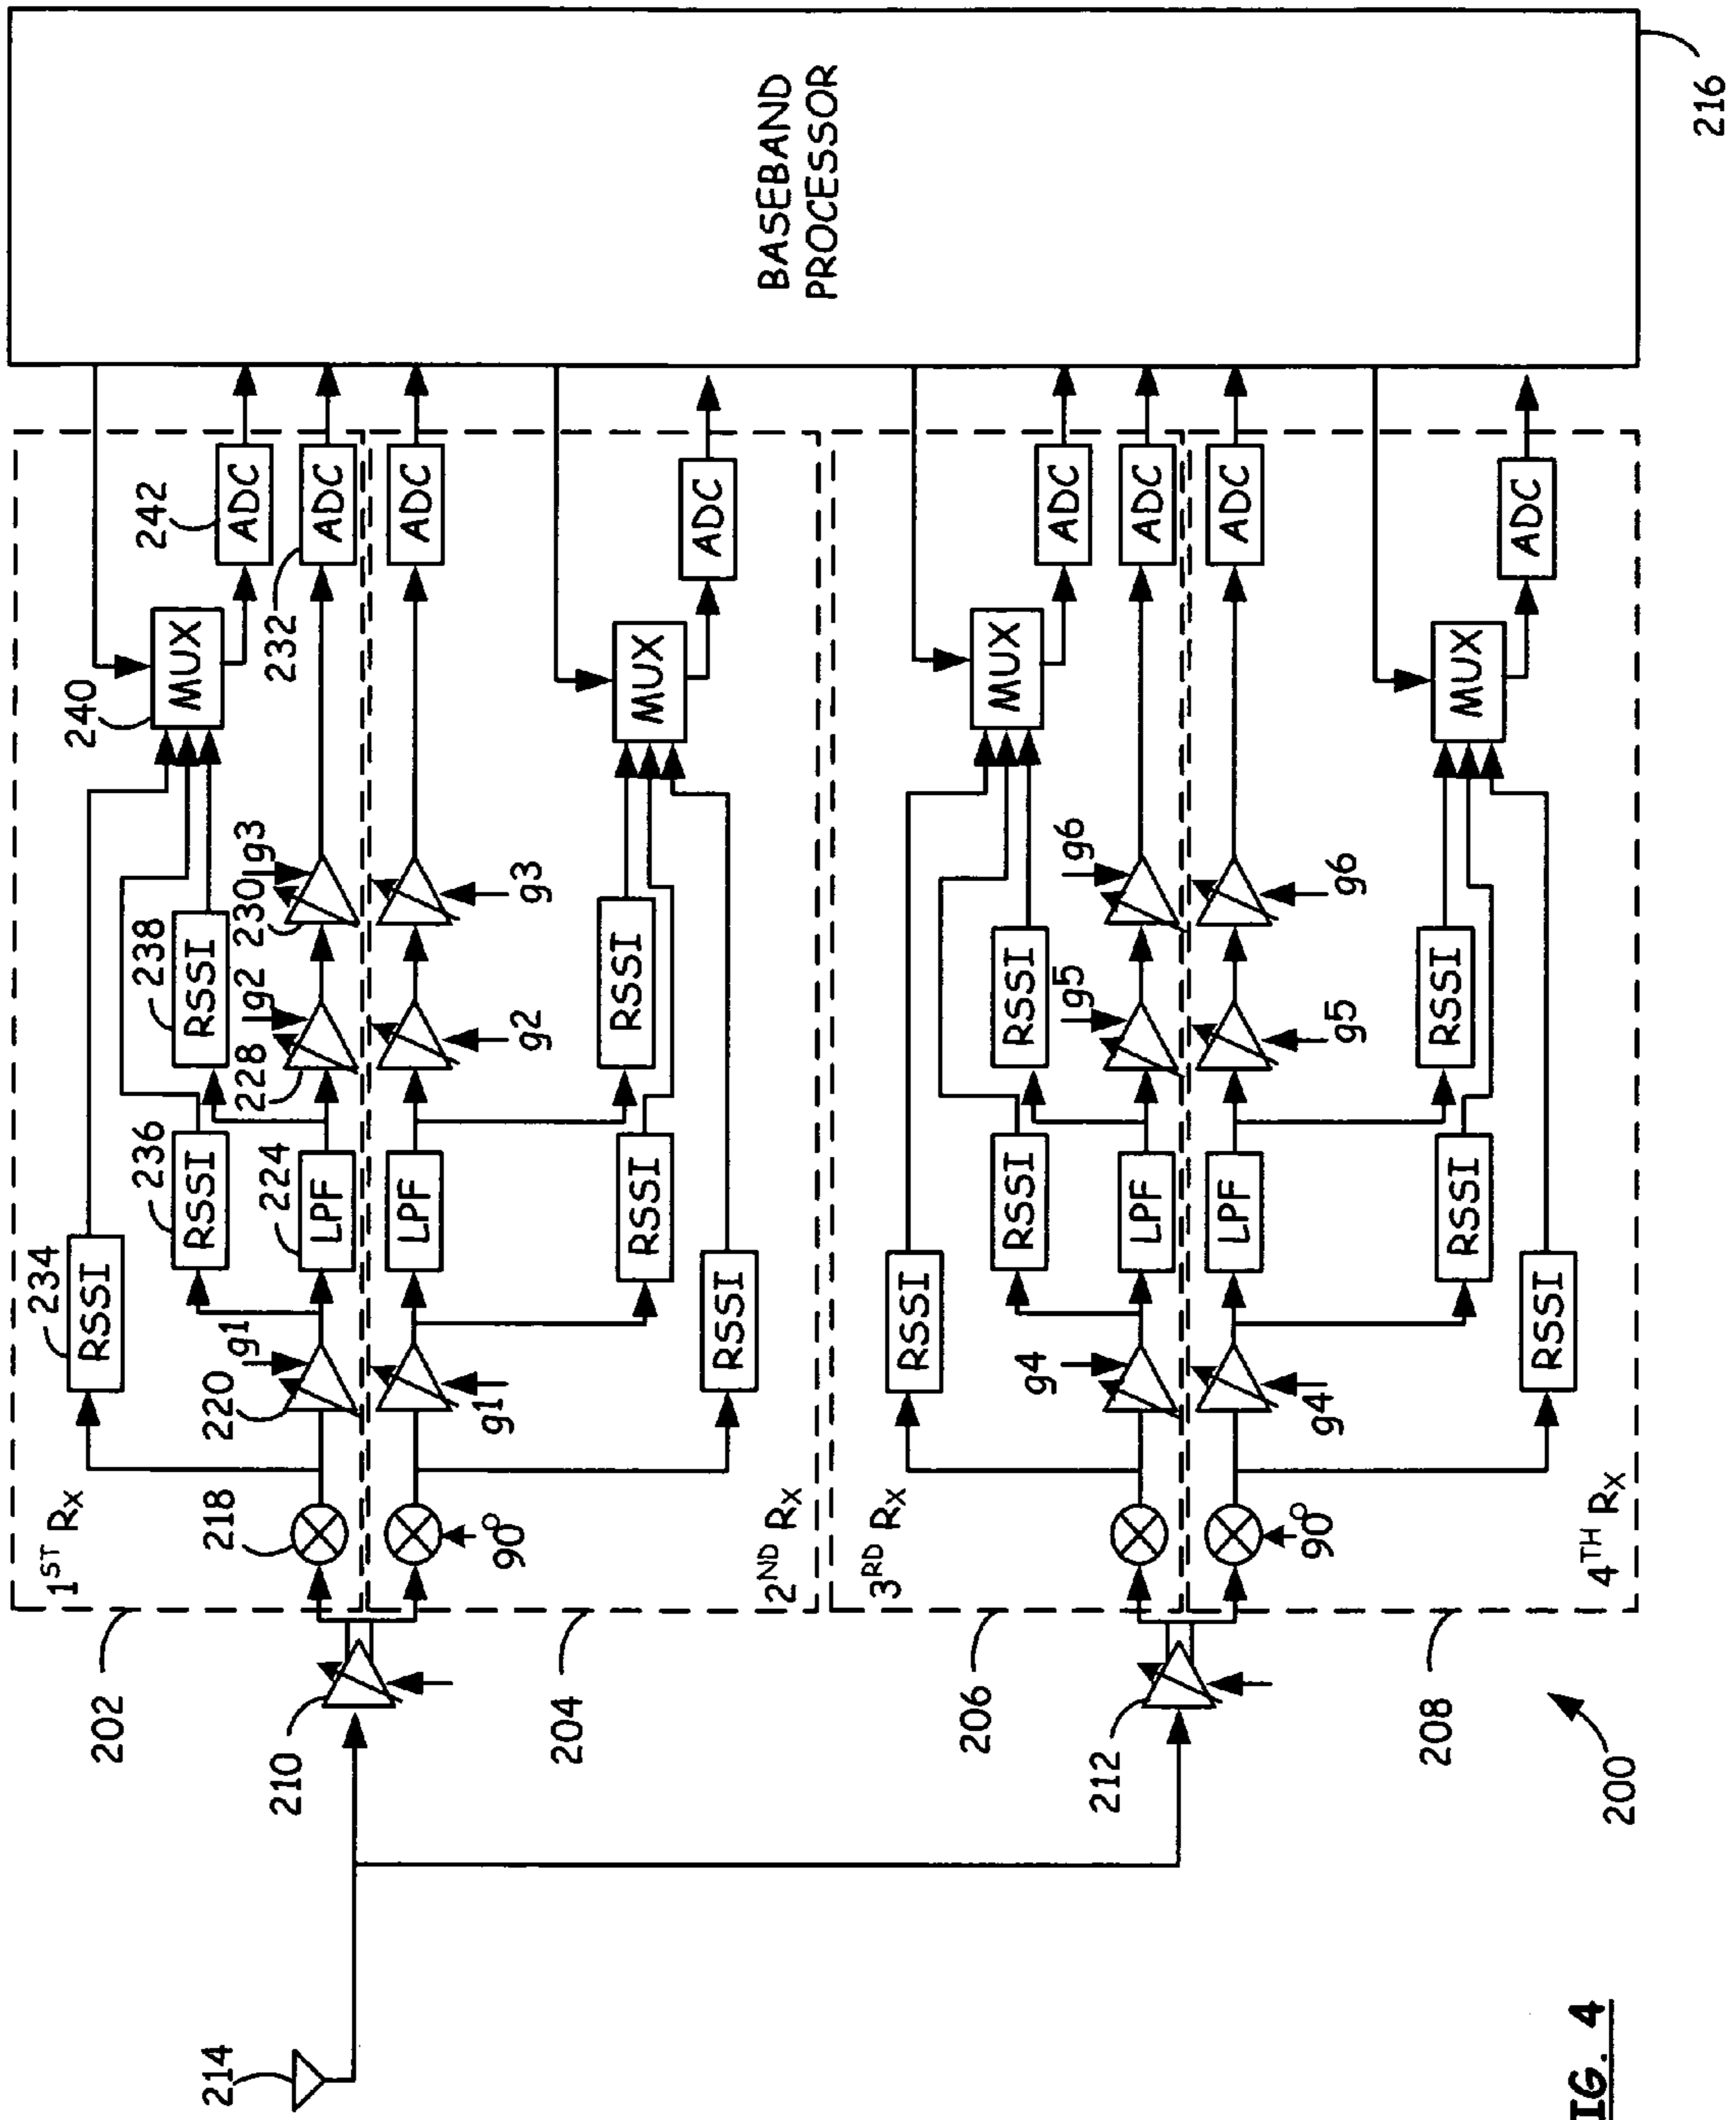 BASEBAND
PROCESSOR
216
242
ADC
ADC
232
ADC
240
MUX
MUX
ADC
234
RSSI
236
RSSI
238
RSSI
g1
g2
g3
220
224
LPF
228
230
218
1ST Rx
LPF
g1
g2
g3
90°
RSSI
RSSI
RSSI
2ND Rx
202
210
204
214
MUX
ADC
ADC
ADC
RSSI
RSSI
RSSI
g4
g5
g6
LPF
3RD Rx
LPF
g4
g5
g6
90°
RSSI
RSSI
RSSI
MUX
ADC
4TH Rx
206
212
208
200
IG. 4